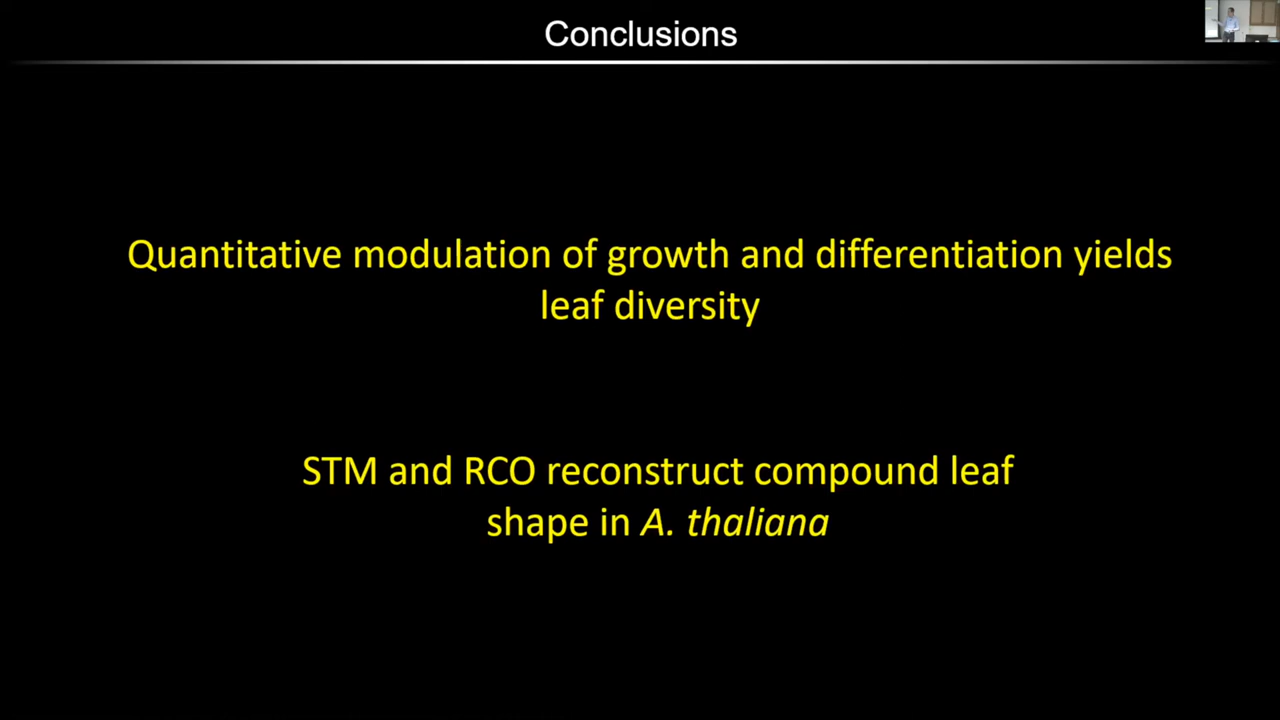 Conclusions
Quantitative modulation of growth and differentiation yields
leaf diversity
STM and RCO reconstruct compound leaf
shape in A. thaliana